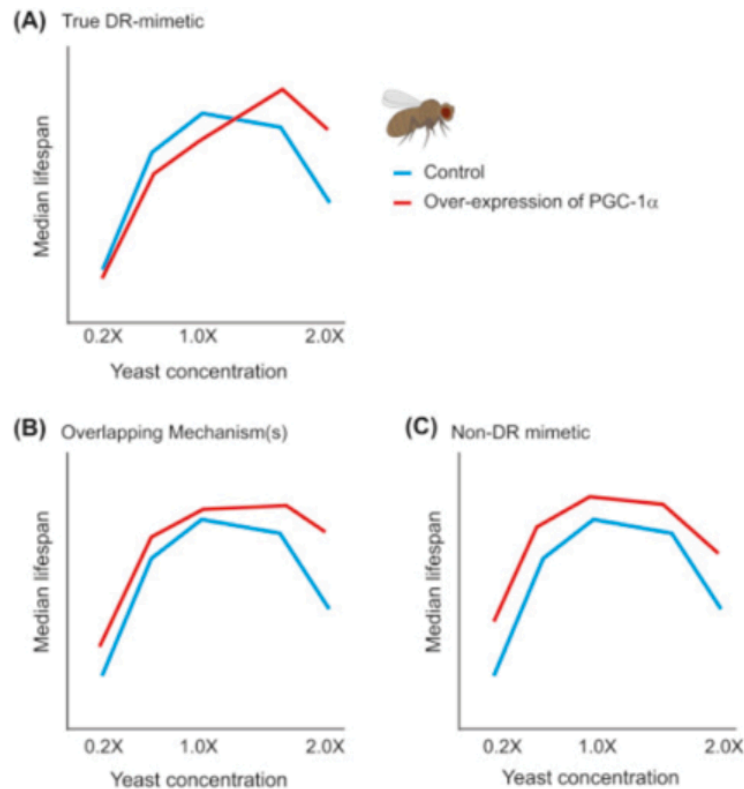 (A) True DR-mimetic
Median lifespan
0.2X 1.0X 2.0X
Yeast concentration
Control
Over-expression of PGC-1α
(B) Overlapping Mechanism(s)
Median lifespan
0.2X 1.0X 2.0X
Yeast concentration
(C) Non-DR mimetic
Median lifespan
0.2X 1.0X 2.0X
Yeast concentration